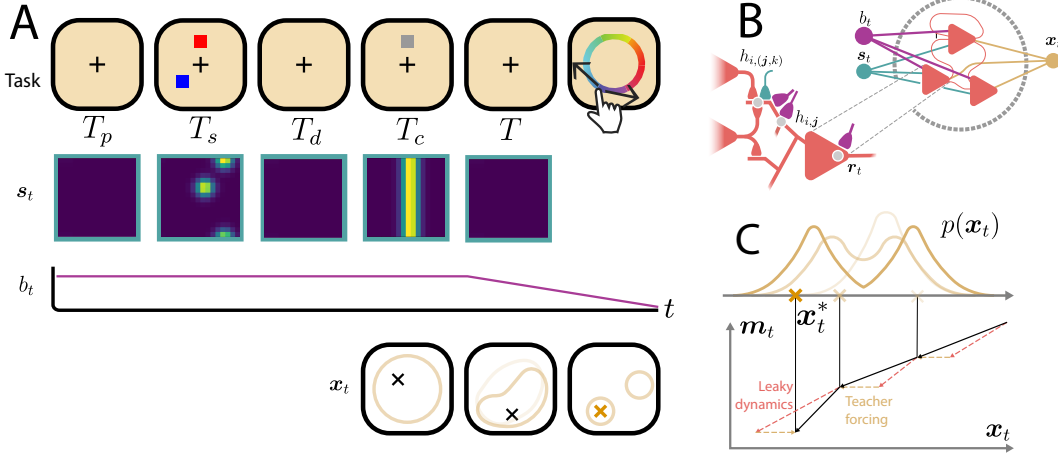 A
Task
T_p
T_s
T_d
T_c
T
s_t
b_t
t
x_t
B
b_t
s_t
h_{i,(j,k)}
h_{i,j}
r_t
C
p(x_t)
x_t^*
m_t
Leaky
dynamics
Teacher
forcing
x_t